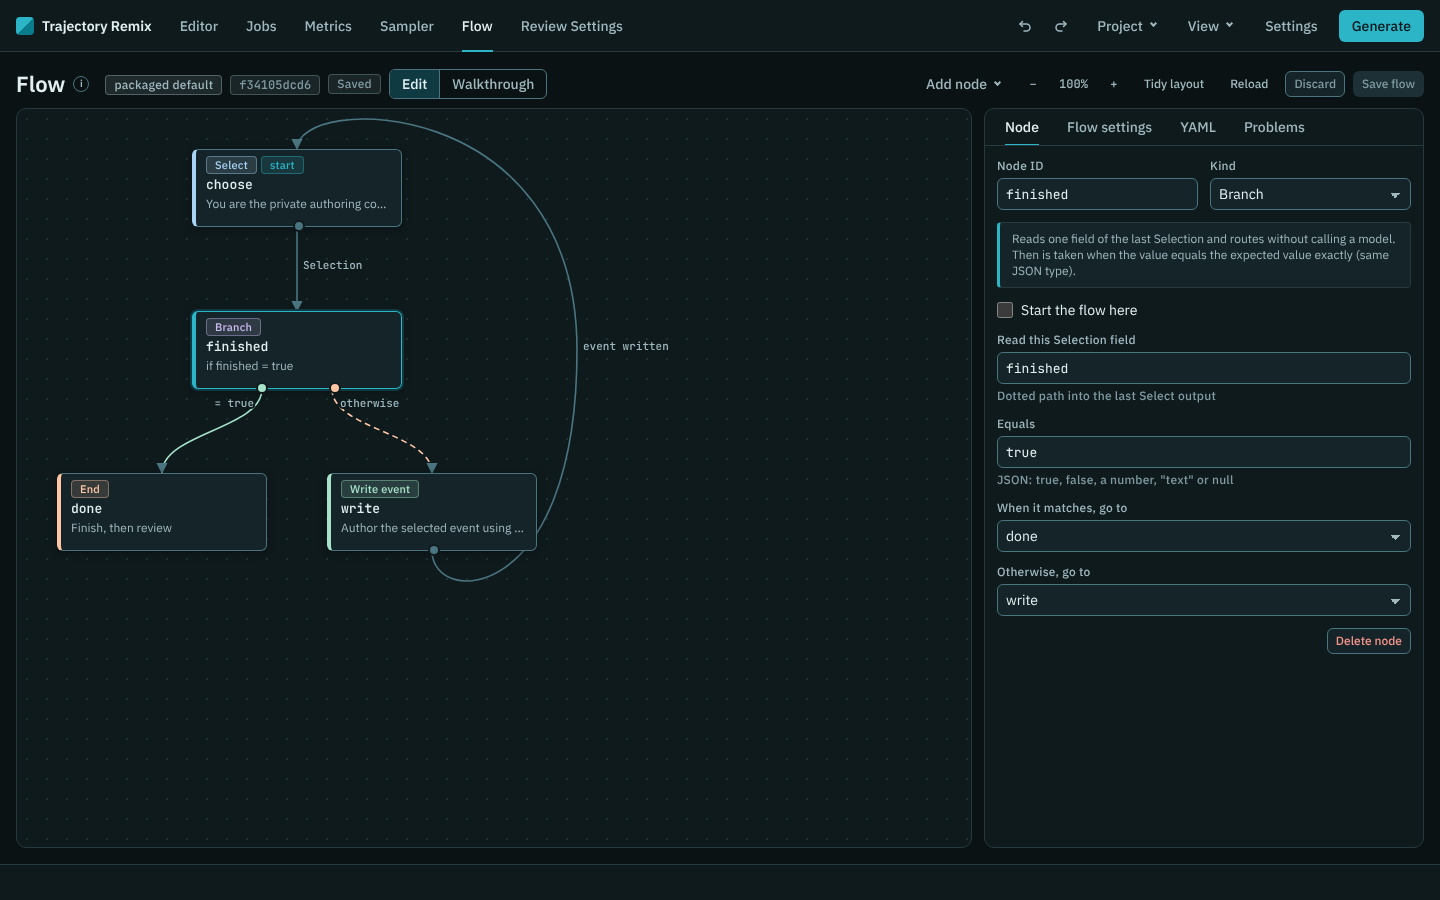 Trajectory Remix Editor Jobs Metrics Sampler Flow Review Settings Project View Settings Generate
Flow i packaged default f34105dcd6 Saved Edit Walkthrough Add node − 100% + Tidy layout Reload Discard Save flow
Select start
choose
You are the private authoring co...
Selection
Branch
finished
if finished = true
= true
otherwise
event written
End
done
Finish, then review
Write event
write
Author the selected event using ...
Node Flow settings YAML Problems
Node ID Kind
finished Branch
Reads one field of the last Selection and routes without calling a model.
Then is taken when the value equals the expected value exactly (same
JSON type).
Start the flow here
Read this Selection field
finished
Dotted path into the last Select output
Equals
true
JSON: true, false, a number, "text" or null
When it matches, go to
done
Otherwise, go to
write
Delete node